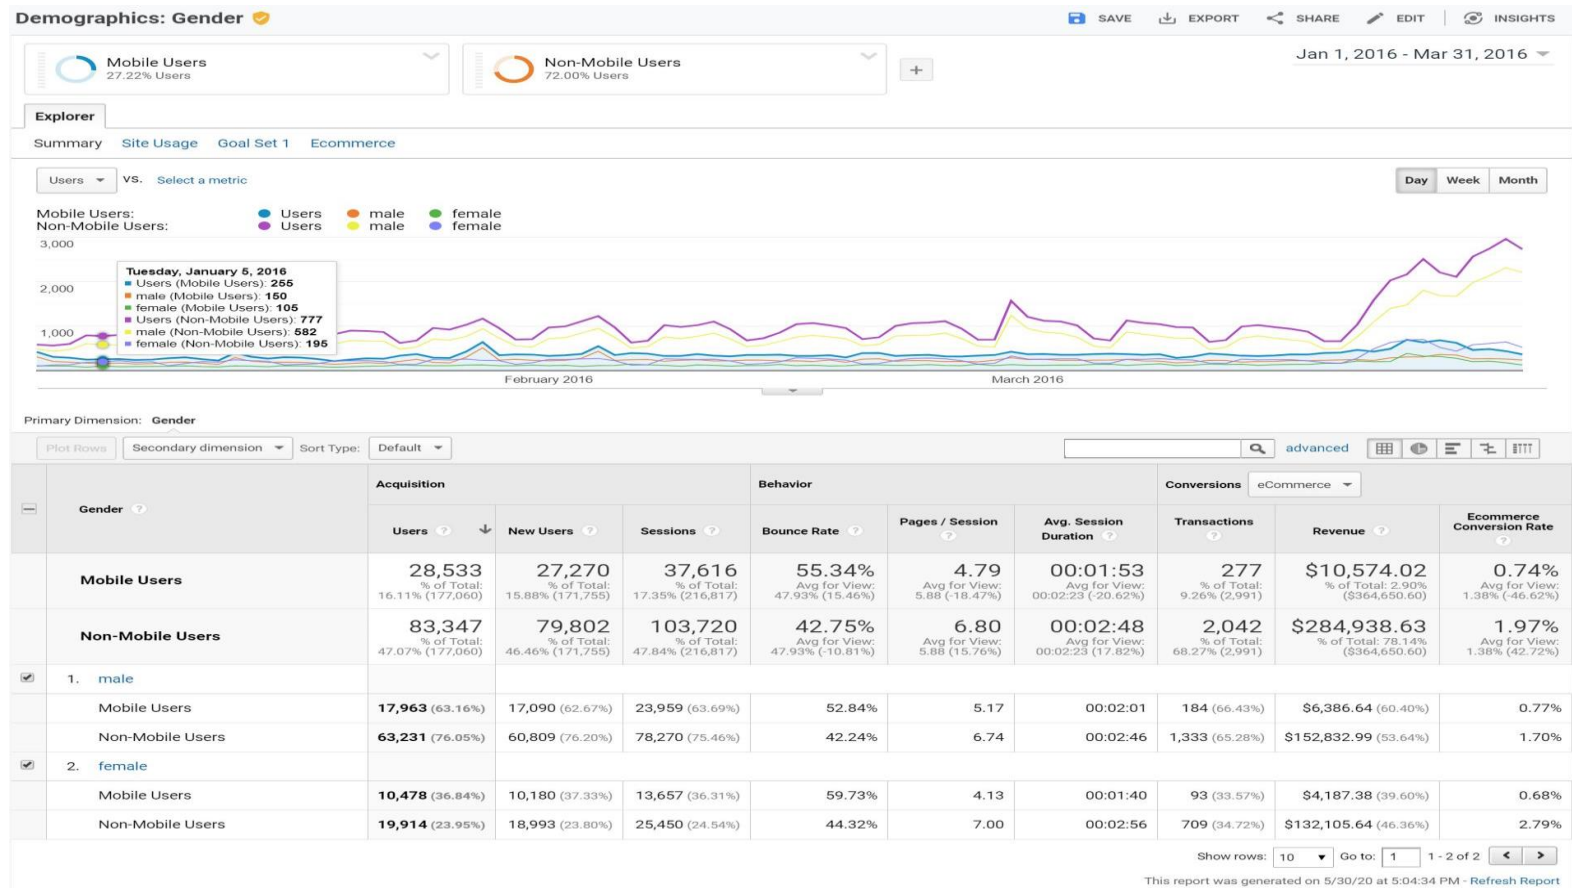 Demographics: Gender
SAVE EXPORT SHARE EDIT INSIGHTS
Mobile Users
27.22% Users
Non-Mobile Users
72.00% Users
+
Jan 1, 2016 - Mar 31, 2016
Explorer
Summary Site Usage Goal Set 1 Ecommerce
Users VS. Select a metric
Day Week Month
Mobile Users: Users male female
Non-Mobile Users: Users male female
3,000
2,000
1,000
Tuesday, January 5, 2016
Users (Mobile Users): 255
male (Mobile Users): 150
female (Mobile Users): 105
Users (Non-Mobile Users): 777
male (Non-Mobile Users): 582
female (Non-Mobile Users): 195
February 2016 March 2016
Primary Dimension: Gender
Plot Rows Secondary dimension Sort Type: Default advanced
Gender ?
Acquisition Behavior Conversions eCommerce
Users ? New Users ? Sessions ? Bounce Rate ? Pages / Session ? Avg. Session Duration ? Transactions ? Revenue ? Ecommerce Conversion Rate ?
Mobile Users 28,533 27,270 37,616 55.34% 4.79 00:01:53 277 $10,574.02 0.74%
% of Total: % of Total: % of Total: Avg for View: Avg for View: Avg for View: % of Total: % of Total: 2.90% Avg for View:
16.11% (177,060) 15.88% (171,755) 17.35% (216,817) 47.93% (15.46%) 5.88 (-18.47%) 00:02:23 (-20.62%) 9.26% (2,991) ($364,650.60) 1.38% (-46.62%)
Non-Mobile Users 83,347 79,802 103,720 42.75% 6.80 00:02:48 2,042 $284,938.63 1.97%
% of Total: % of Total: % of Total: Avg for View: Avg for View: Avg for View: % of Total: % of Total: 78.14% Avg for View:
47.07% (177,060) 46.46% (171,755) 47.84% (216,817) 47.93% (-10.81%) 5.88 (15.76%) 00:02:23 (17.82%) 68.27% (2,991) ($364,650.60) 1.38% (42.72%)
1. male
Mobile Users 17,963 (63.16%) 17,090 (62.67%) 23,959 (63.69%) 52.84% 5.17 00:02:01 184 (66.43%) $6,386.64 (60.40%) 0.77%
Non-Mobile Users 63,231 (76.05%) 60,809 (76.20%) 78,270 (75.46%) 42.24% 6.74 00:02:46 1,333 (65.28%) $152,832.99 (53.64%) 1.70%
2. female
Mobile Users 10,478 (36.84%) 10,180 (37.33%) 13,657 (36.31%) 59.73% 4.13 00:01:40 93 (33.57%) $4,187.38 (39.60%) 0.68%
Non-Mobile Users 19,914 (23.95%) 18,993 (23.80%) 25,450 (24.54%) 44.32% 7.00 00:02:56 709 (34.72%) $132,105.64 (46.36%) 2.79%
Show rows: 10 Go to: 1 1 - 2 of 2
This report was generated on 5/30/20 at 5:04:34 PM - Refresh Report